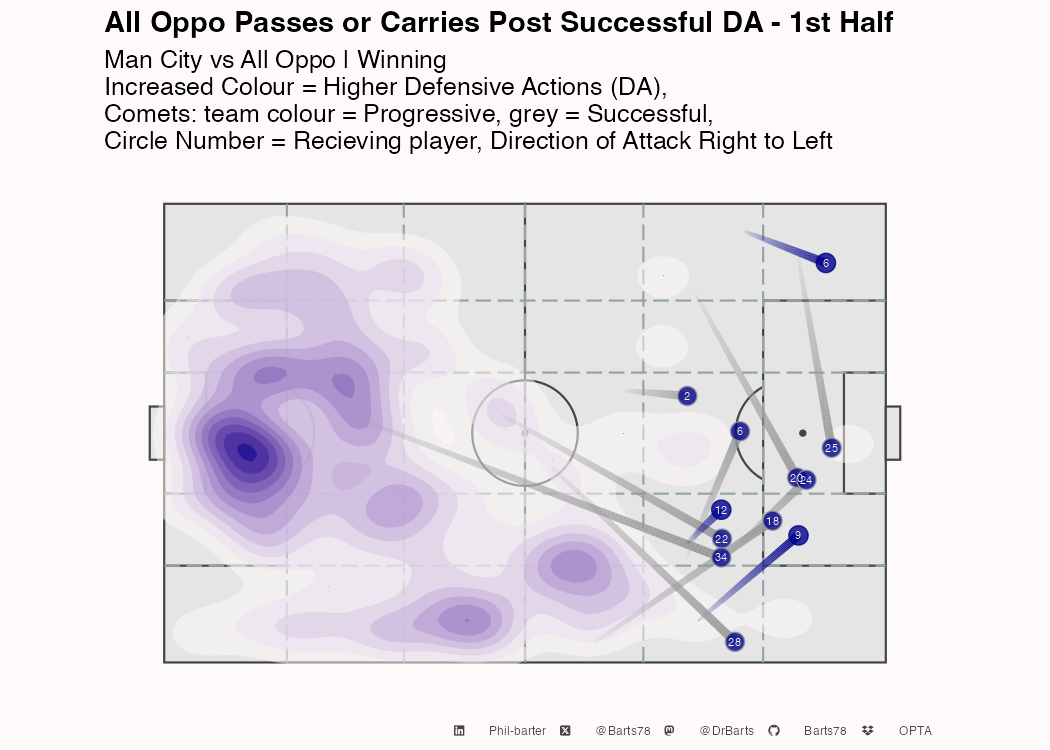 All Oppo Passes or Carries Post Successful DA - 1st Half
Man City vs All Oppo | Winning
Increased Colour = Higher Defensive Actions (DA),
Comets: team colour = Progressive, grey = Successful,
Circle Number = Recieving player, Direction of Attack Right to Left
6
2
6
25
20 24
12
18
9
22
34
28
Phil-barter @Barts78 @DrBarts Barts78 OPTA